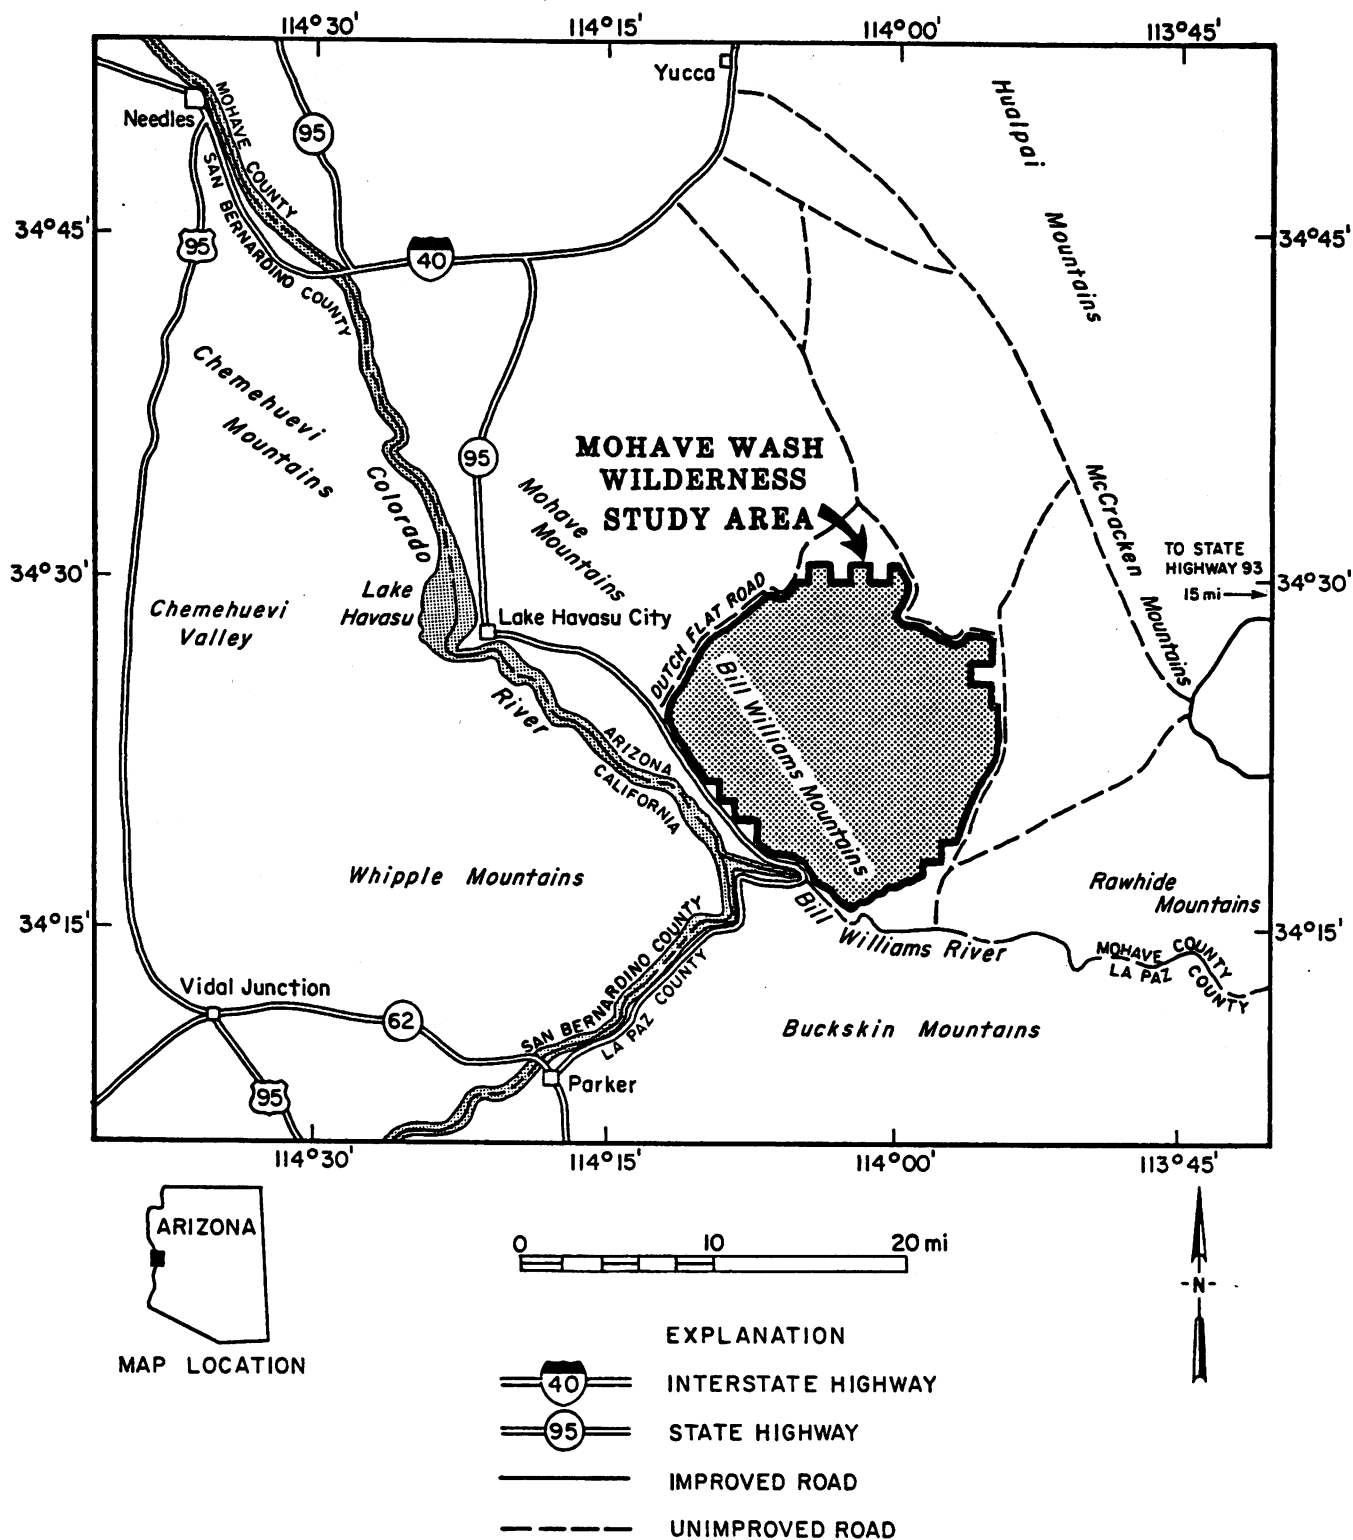 114°30'
114°15'
114°00'
113°45'
Yucca
Needles
MOHAVE COUNTY
SAN BERNARDINO COUNTY
95
95
40
Hualpai
Mountains
34°45'
34°45'
Chemehuevi
Mountains
95
Colorado
Mohave
Mountains
MOHAVE WASH
WILDERNESS
STUDY AREA
McCracken
Mountains
TO STATE
HIGHWAY 93
15 mi
34°30'
34°30'
Chemehuevi
Valley
Lake
Havasu
Lake Havasu City
DUTCH FLAT ROAD
Bill Williams Mountains
River
ARIZONA
CALIFORNIA
Whipple Mountains
Rawhide
Mountains
34°15'
34°15'
Bill Williams River
MOHAVE COUNTY
LA PAZ COUNTY
SAN BERNARDINO COUNTY
LA PAZ COUNTY
Vidal Junction
62
95
Parker
Buckskin Mountains
114°30'
114°15'
114°00'
113°45'
ARIZONA
MAP LOCATION
0 10 20 mi
N
EXPLANATION
40 INTERSTATE HIGHWAY
95 STATE HIGHWAY
IMPROVED ROAD
UNIMPROVED ROAD